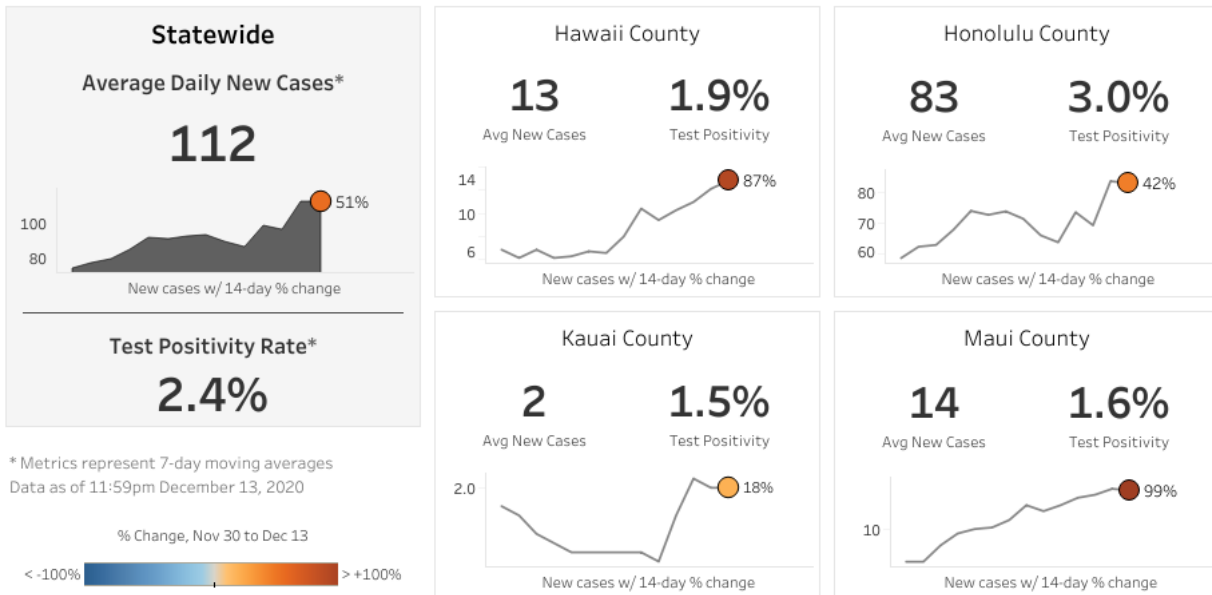 Statewide
Average Daily New Cases*
112
100
80
51%
New cases w/ 14-day % change
Test Positivity Rate*
2.4%
* Metrics represent 7-day moving averages
Data as of 11:59pm December 13, 2020
% Change, Nov 30 to Dec 13
< -100% > +100%
Hawaii County
13 1.9%
Avg New Cases Test Positivity
14
10
6
87%
New cases w/ 14-day % change
Honolulu County
83 3.0%
Avg New Cases Test Positivity
80
70
60
42%
New cases w/ 14-day % change
Kauai County
2 1.5%
Avg New Cases Test Positivity
2.0
18%
New cases w/ 14-day % change
Maui County
14 1.6%
Avg New Cases Test Positivity
10
99%
New cases w/ 14-day % change